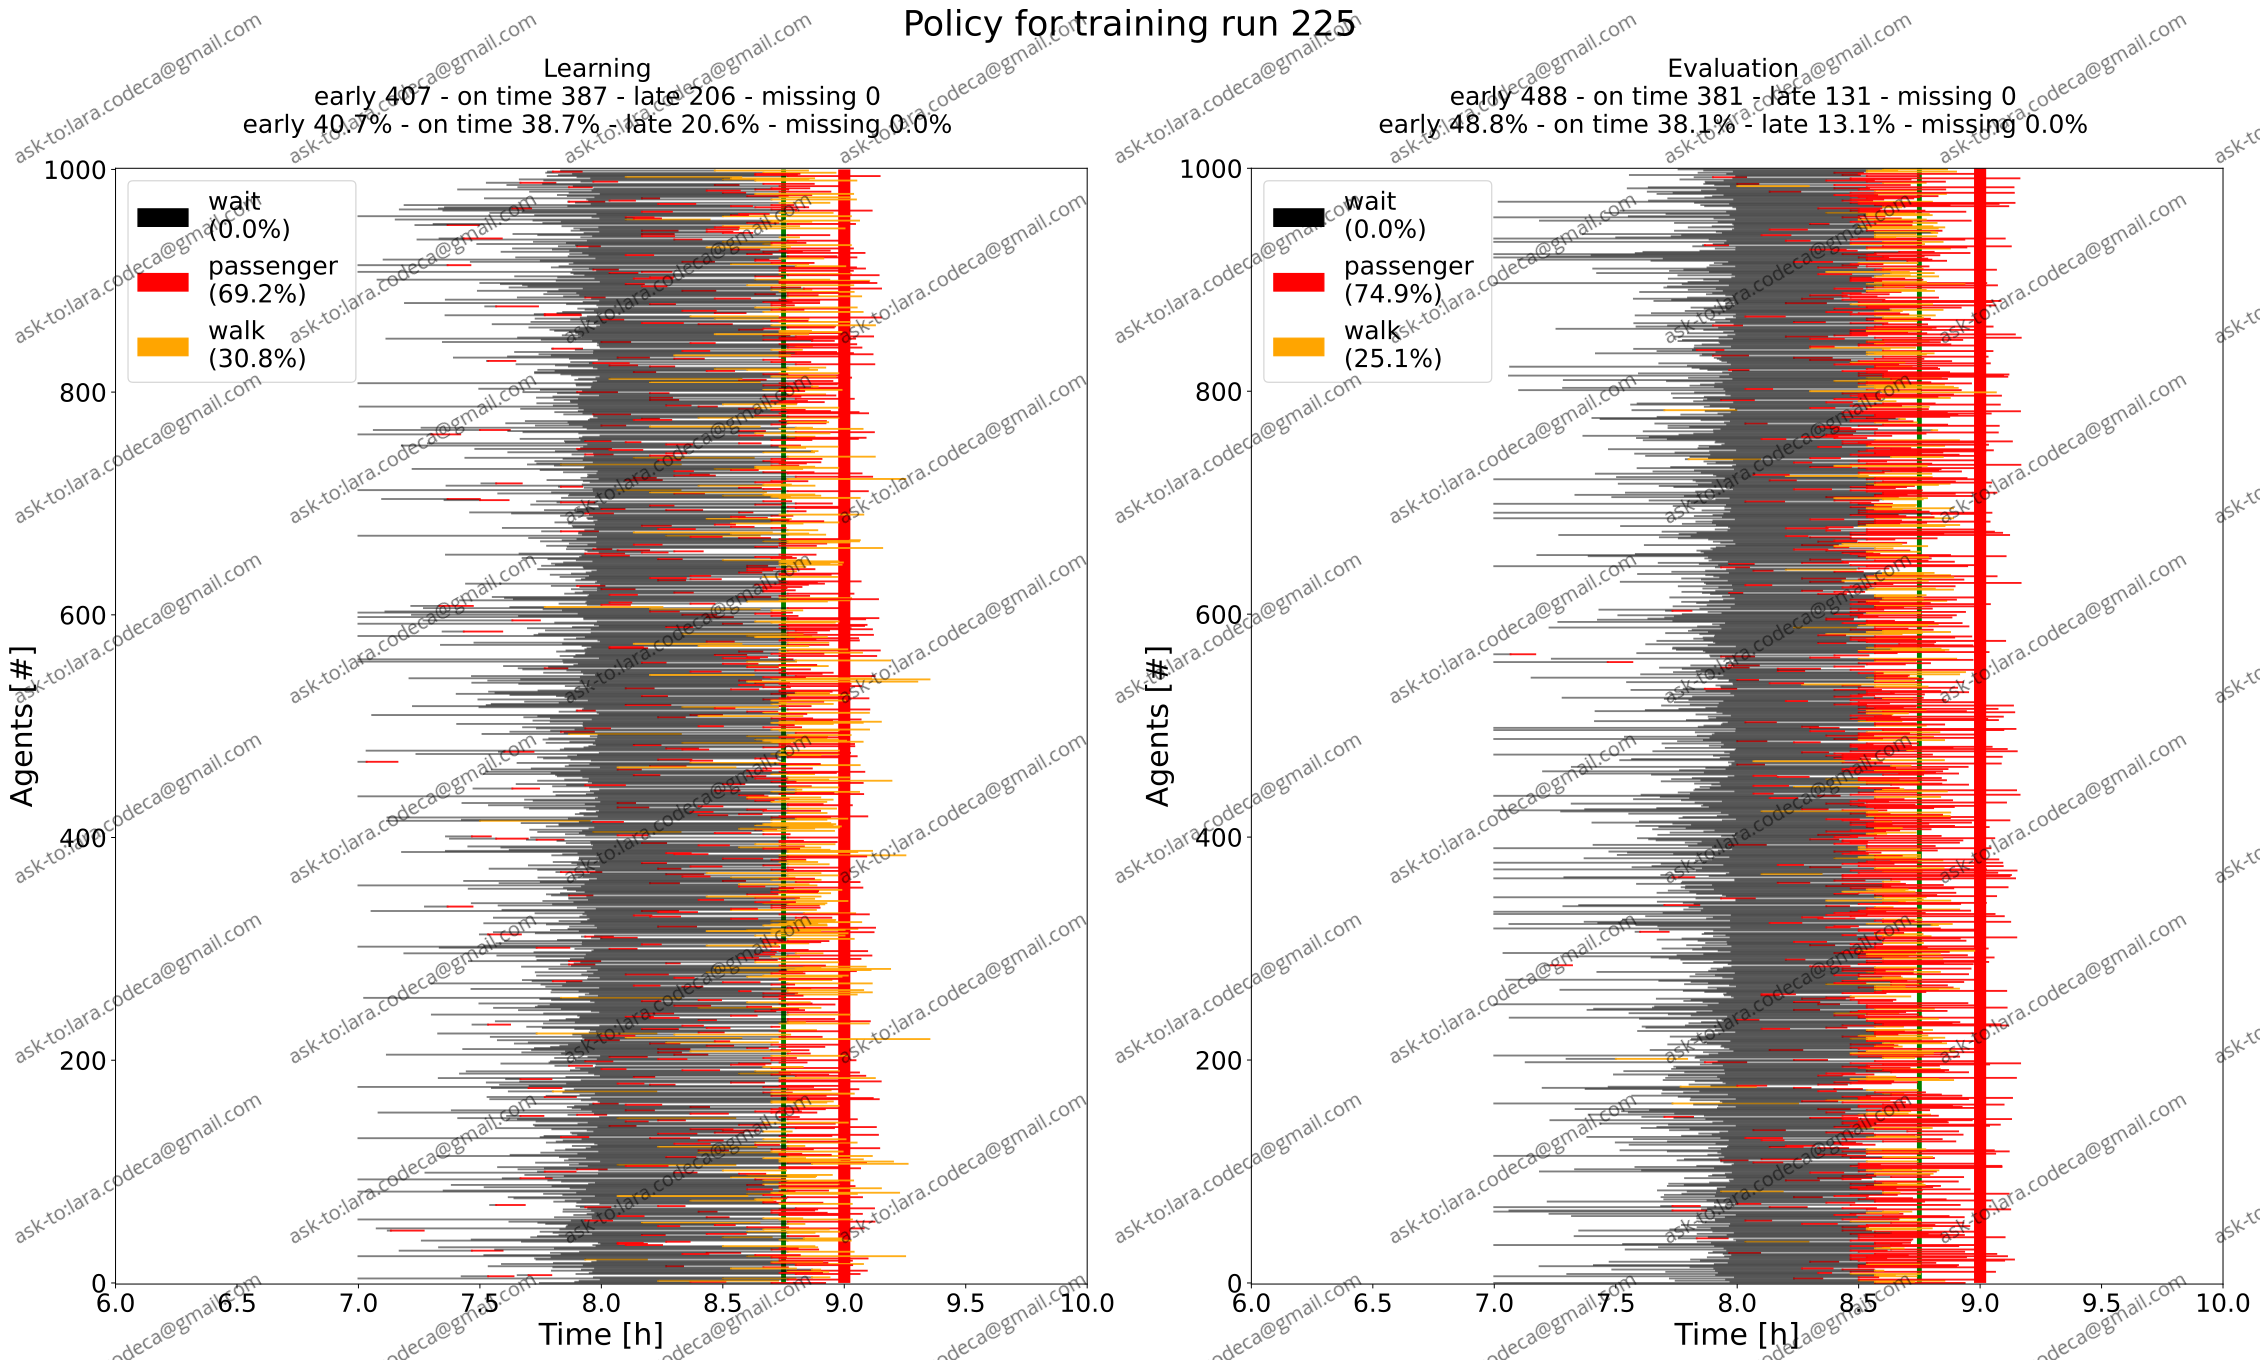 Policy for training run 225
Learning
early 407 - on time 387 - late 206 - missing 0
early 40.7% - on time 38.7% - late 20.6% - missing 0.0%
Evaluation
early 488 - on time 381 - late 131 - missing 0
early 48.8% - on time 38.1% - late 13.1% - missing 0.0%
wait
(0.0%)
passenger
(69.2%)
walk
(30.8%)
Agents [#]
1000
800
600
400
200
0
6.0 6.5 7.0 7.5 8.0 8.5 9.0 9.5 10.0
Time [h]
wait
(0.0%)
passenger
(74.9%)
walk
(25.1%)
Agents [#]
1000
800
600
400
200
0
6.0 6.5 7.0 7.5 8.0 8.5 9.0 9.5 10.0
Time [h]
ask-to:lara.codeca@gmail.com